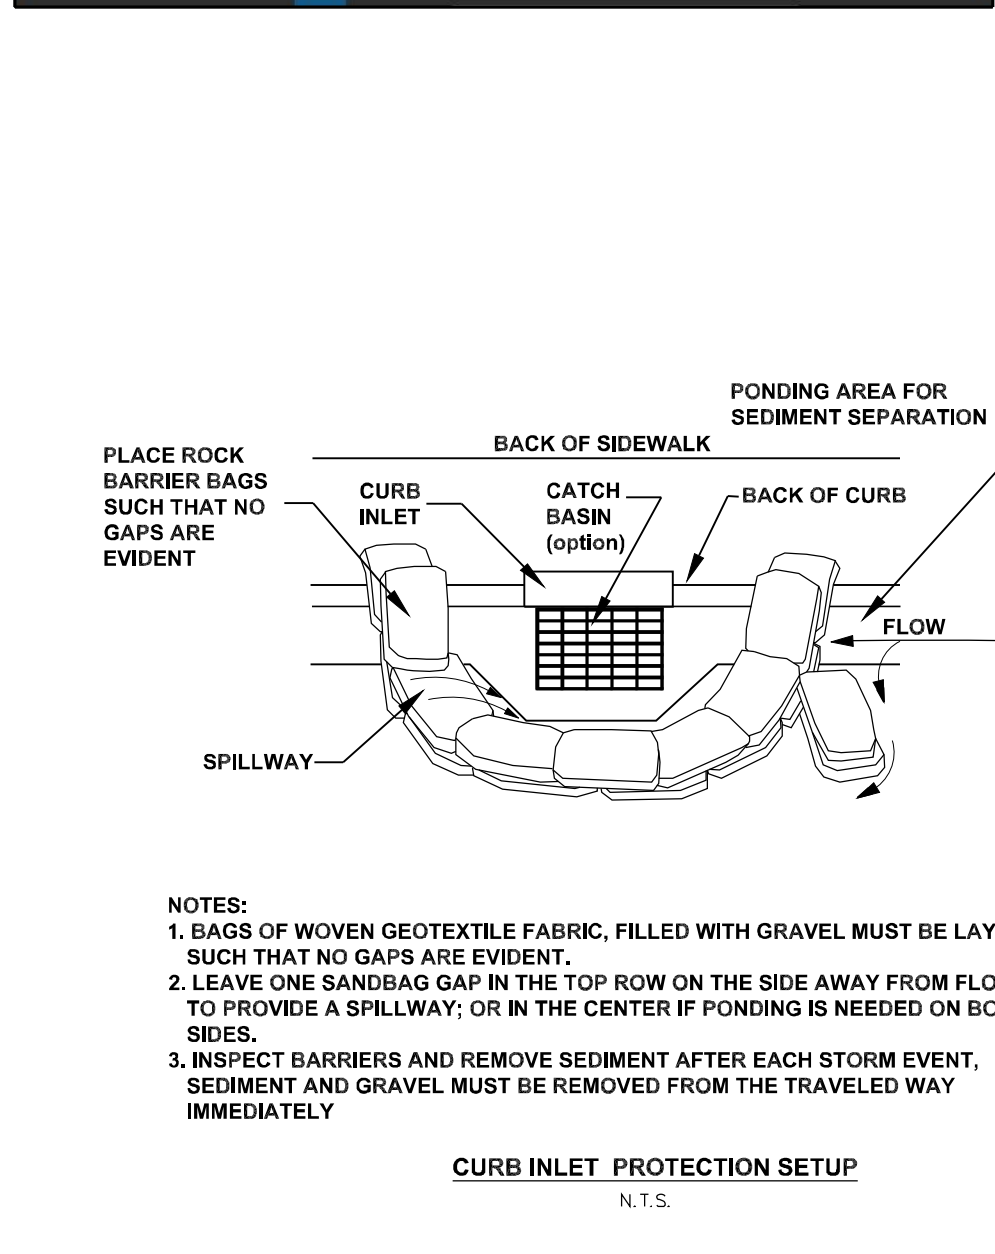 PONDING AREA FOR
SEDIMENT SEPARATION
BACK OF SIDEWALK
PLACE ROCK
BARRIER BAGS
SUCH THAT NO
GAPS ARE
EVIDENT
CURB
INLET
CATCH
BASIN
(option)
BACK OF CURB
FLOW
SPILLWAY
NOTES:
1. BAGS OF WOVEN GEOTEXTILE FABRIC, FILLED WITH GRAVEL MUST BE LAY
SUCH THAT NO GAPS ARE EVIDENT.
2. LEAVE ONE SANDBAG GAP IN THE TOP ROW ON THE SIDE AWAY FROM FLO
TO PROVIDE A SPILLWAY; OR IN THE CENTER IF PONDING IS NEEDED ON BO
SIDES.
3. INSPECT BARRIERS AND REMOVE SEDIMENT AFTER EACH STORM EVENT,
SEDIMENT AND GRAVEL MUST BE REMOVED FROM THE TRAVELED WAY
IMMEDIATELY
CURB INLET PROTECTION SETUP
N.T.S.